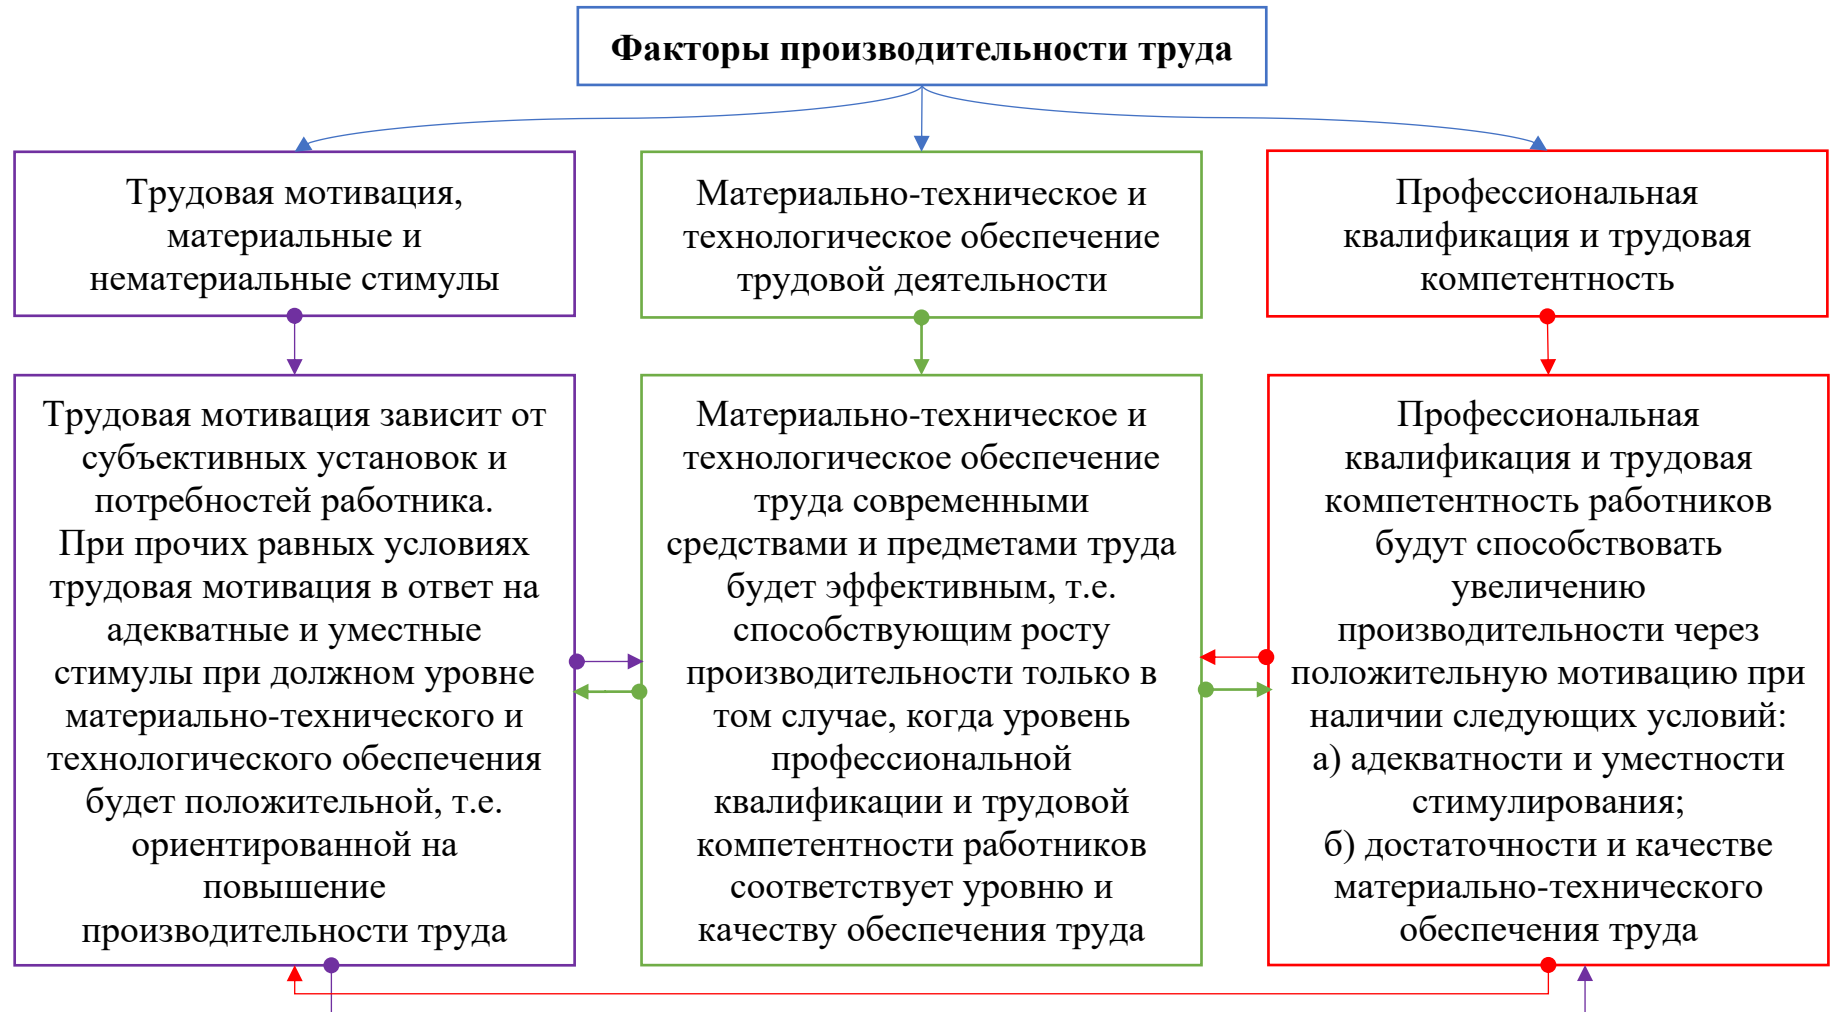 Факторы производительности труда
Трудовая мотивация,
материальные и
нематериальные стимулы
Материально-техническое и
технологическое обеспечение
трудовой деятельности
Профессиональная
квалификация и трудовая
компетентность
Трудовая мотивация зависит от
субъективных установок и
потребностей работника.
При прочих равных условиях
трудовая мотивация в ответ на
адекватные и уместные
стимулы при должном уровне
материально-технического и
технологического обеспечения
будет положительной, т.е.
ориентированной на
повышение
производительности труда
Материально-техническое и
технологическое обеспечение
труда современными
средствами и предметами труда
будет эффективным, т.е.
способствующим росту
производительности только в
том случае, когда уровень
профессиональной
квалификации и трудовой
компетентности работников
соответствует уровню и
качеству обеспечения труда
Профессиональная
квалификация и трудовая
компетентность работников
будут способствовать
увеличению
производительности через
положительную мотивацию при
наличии следующих условий:
а) адекватности и уместности
стимулирования;
б) достаточности и качестве
материально-технического
обеспечения труда